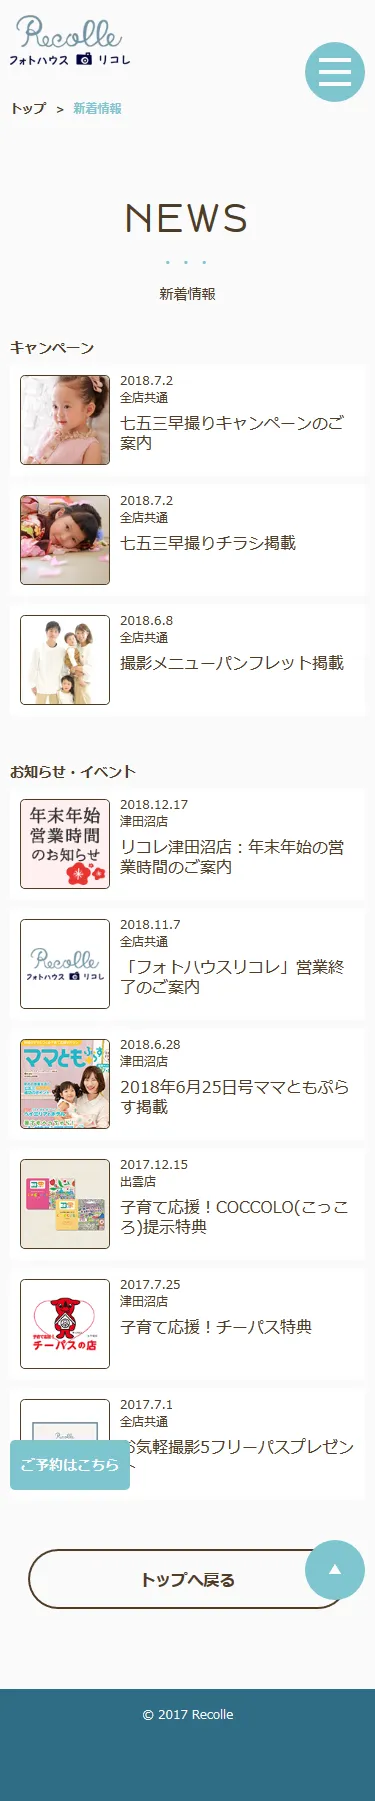 Recolle
フォトハウス リコレ
トップ > 新着情報
NEWS
新着情報
キャンペーン
2018.7.2
全店共通
七五三早撮りキャンペーンのご
案内
2018.7.2
全店共通
七五三早撮りチラシ掲載
2018.6.8
全店共通
撮影メニューパンフレット掲載
お知らせ・イベント
年末年始
営業時間
のお知らせ
2018.12.17
津田沼店
リコレ津田沼店：年末年始の営
業時間のご案内
Recolle
フォトハウス リコレ
2018.11.7
全店共通
「フォトハウスリコレ」営業終
了のご案内
ママとも
2018.6.28
津田沼店
2018年6月25日号ママともぷら
す掲載
2017.12.15
出雲店
子育て応援！COCCOLO(こっこ
ろ)提示特典
チーパスの店
2017.7.25
津田沼店
子育て応援！チーパス特典
2017.7.1
全店共通
お気軽撮影5フリーパスプレゼン
ご予約はこちら
トップへ戻る
© 2017 Recolle